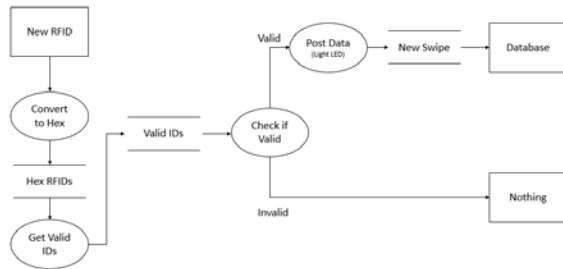 New RFID
Convert
to Hex
Hex RFIDs
Get Valid
IDs
Valid IDs
Check if
Valid
Valid
Post Data
(Light LED)
New Swipe
Database
Invalid
Nothing